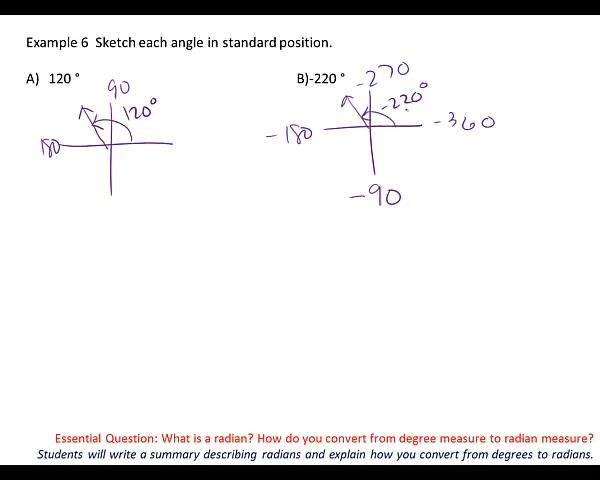 Example 6 Sketch each angle in standard position.
A) 120 °
B)-220 °
90
120°
180
-270
-220°
-180
-360
-90
Essential Question: What is a radian? How do you convert from degree measure to radian measure?
Students will write a summary describing radians and explain how you convert from degrees to radians.